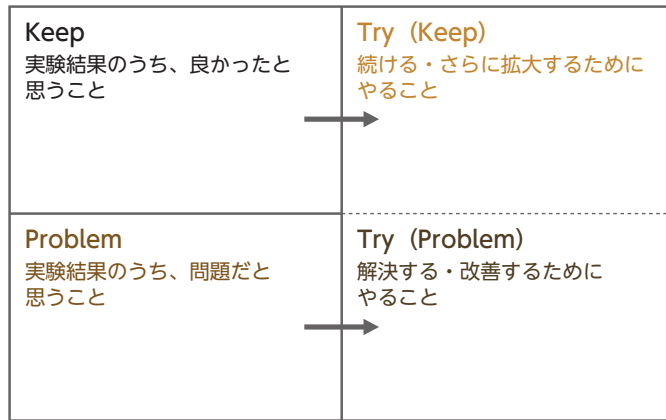 Keep
実験結果のうち、良かったと
思うこと
Try（Keep）
続ける・さらに拡大するために
やること
Problem
実験結果のうち、問題だと
思うこと
Try（Problem）
解決する・改善するために
やること